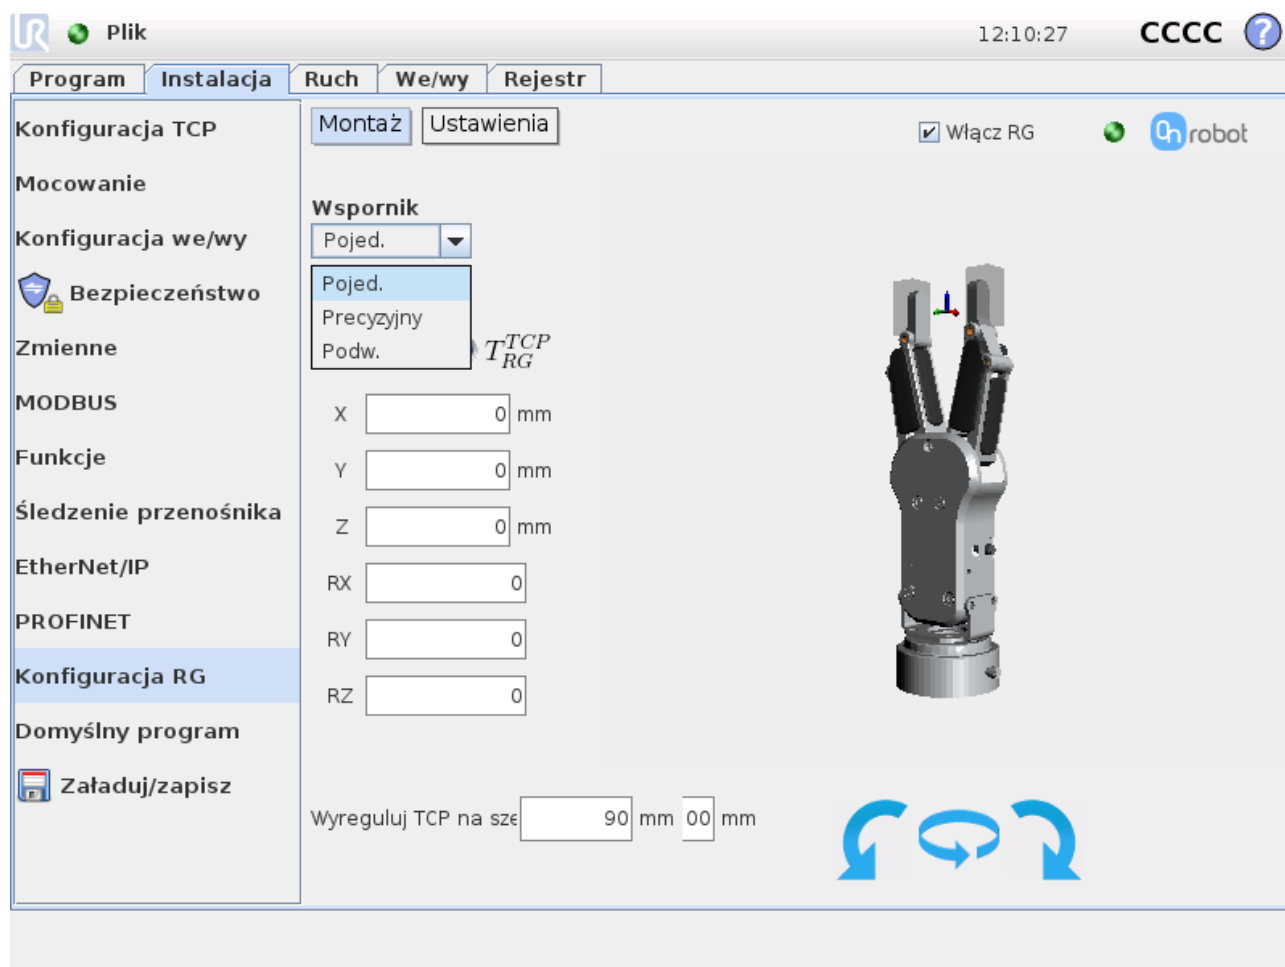 Plik 12:10:27 CCCC ?
Program Instalacja Ruch We/wy Rejestr
Konfiguracja TCP
Mocowanie
Konfiguracja we/wy
Bezpieczeństwo
Zmienne
MODBUS
Funkcje
Śledzenie przenośnika
EtherNet/IP
PROFINET
Konfiguracja RG
Domyślny program
Załaduj/zapisz
Montaż Ustawienia Włącz RG On robot
Wspornik
Pojed.
Pojed.
Precyzyjny
Podw.
T TCP RG
X 0 mm
Y 0 mm
Z 0 mm
RX 0
RY 0
RZ 0
Wyreguluj TCP na sze 90 mm 00 mm